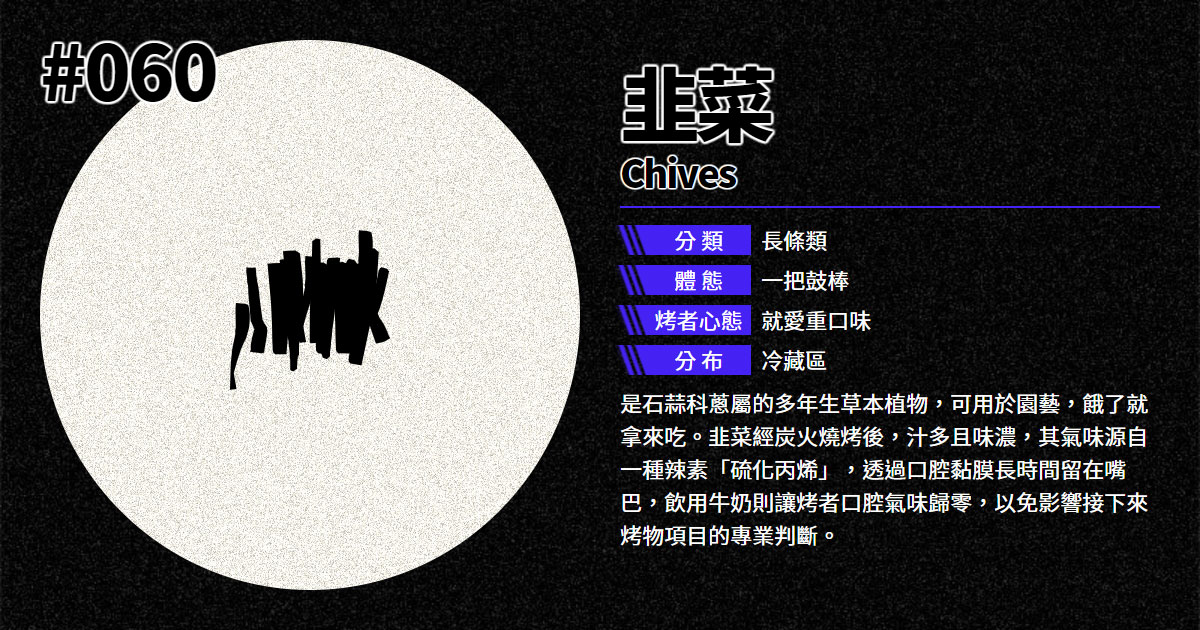 #060
韭菜
Chives
分類 長條類
體態 一把鼓棒
烤者心態 就愛重口味
分布 冷藏區
是石蒜科蔥屬的多年生草本植物，可用於園藝，餓了就
拿來吃。韭菜經炭火燒烤後，汁多且味濃，其氣味源自
一種辣素「硫化丙烯」，透過口腔黏膜長時間留在嘴
巴，飲用牛奶則讓烤者口腔氣味歸零，以免影響接下來
烤物項目的專業判斷。